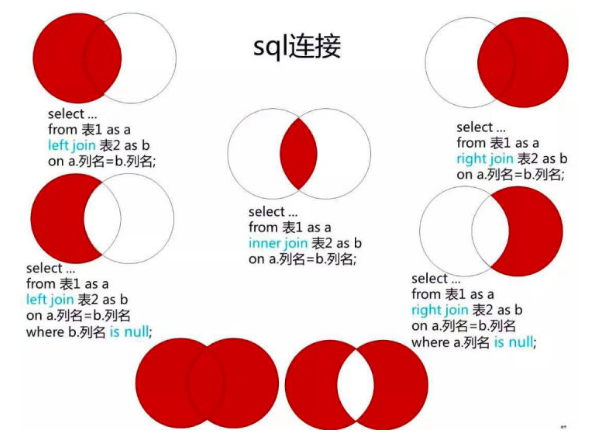 sql连接
select ...
from 表1 as a
left join 表2 as b
on a.列名=b.列名;
select ...
from 表1 as a
right join 表2 as b
on a.列名=b.列名;
select ...
from 表1 as a
inner join 表2 as b
on a.列名=b.列名;
select ...
from 表1 as a
left join 表2 as b
on a.列名=b.列名
where b.列名 is null;
select ...
from 表1 as a
right join 表2 as b
on a.列名=b.列名
where a.列名 is null;